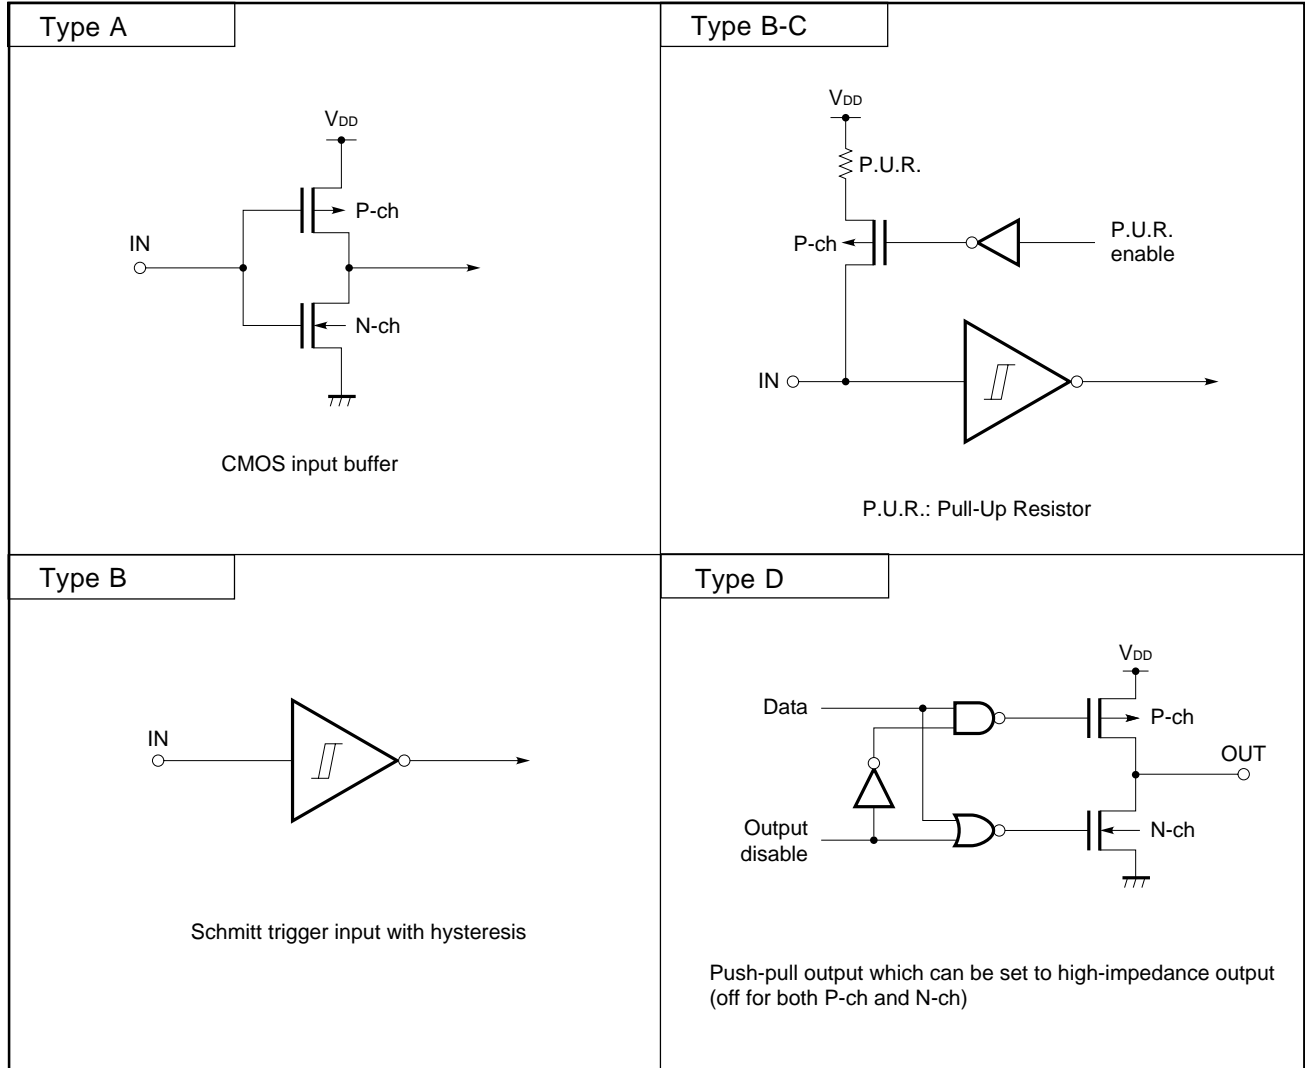 Type A
VDD
P-ch
IN
N-ch
CMOS input buffer
Type B-C
VDD
P.U.R.
P-ch
P.U.R.
enable
IN
P.U.R.: Pull-Up Resistor
Type B
IN
Schmitt trigger input with hysteresis
Type D
VDD
Data
P-ch
OUT
Output
disable
N-ch
Push-pull output which can be set to high-impedance output
(off for both P-ch and N-ch)